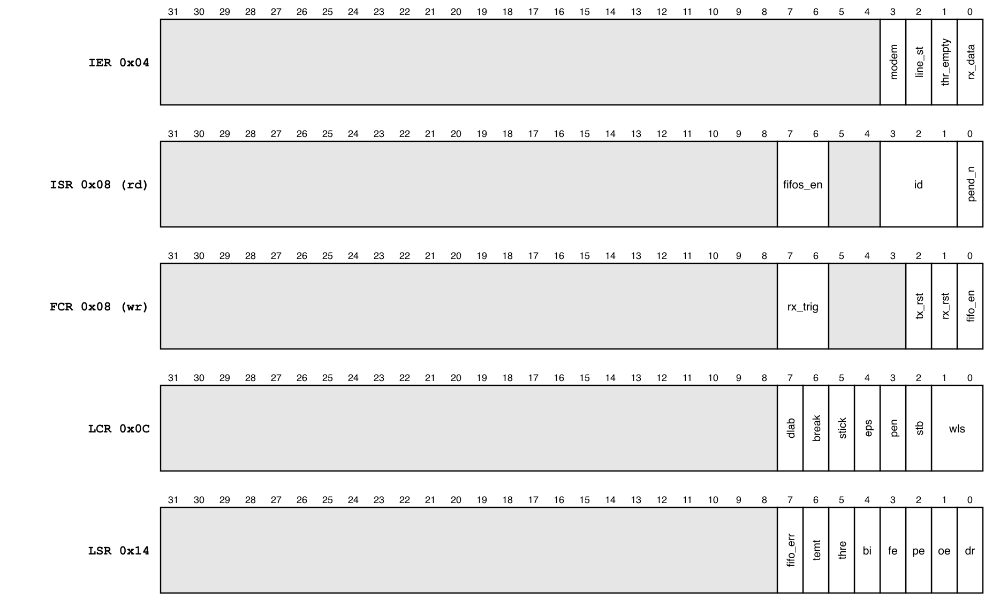 31 30 29 28 27 26 25 24 23 22 21 20 19 18 17 16 15 14 13 12 11 10 9 8 7 6 5 4 3 2 1 0
IER 0x04 modem line_st thr_empty rx_data
31 30 29 28 27 26 25 24 23 22 21 20 19 18 17 16 15 14 13 12 11 10 9 8 7 6 5 4 3 2 1 0
ISR 0x08 (rd) fifos_en id pend_n
31 30 29 28 27 26 25 24 23 22 21 20 19 18 17 16 15 14 13 12 11 10 9 8 7 6 5 4 3 2 1 0
FCR 0x08 (wr) rx_trig tx_rst rx_rst fifo_en
31 30 29 28 27 26 25 24 23 22 21 20 19 18 17 16 15 14 13 12 11 10 9 8 7 6 5 4 3 2 1 0
LCR 0x0C dlab break stick eps pen stb wls
31 30 29 28 27 26 25 24 23 22 21 20 19 18 17 16 15 14 13 12 11 10 9 8 7 6 5 4 3 2 1 0
LSR 0x14 fifo_err temt thre bi fe pe oe dr